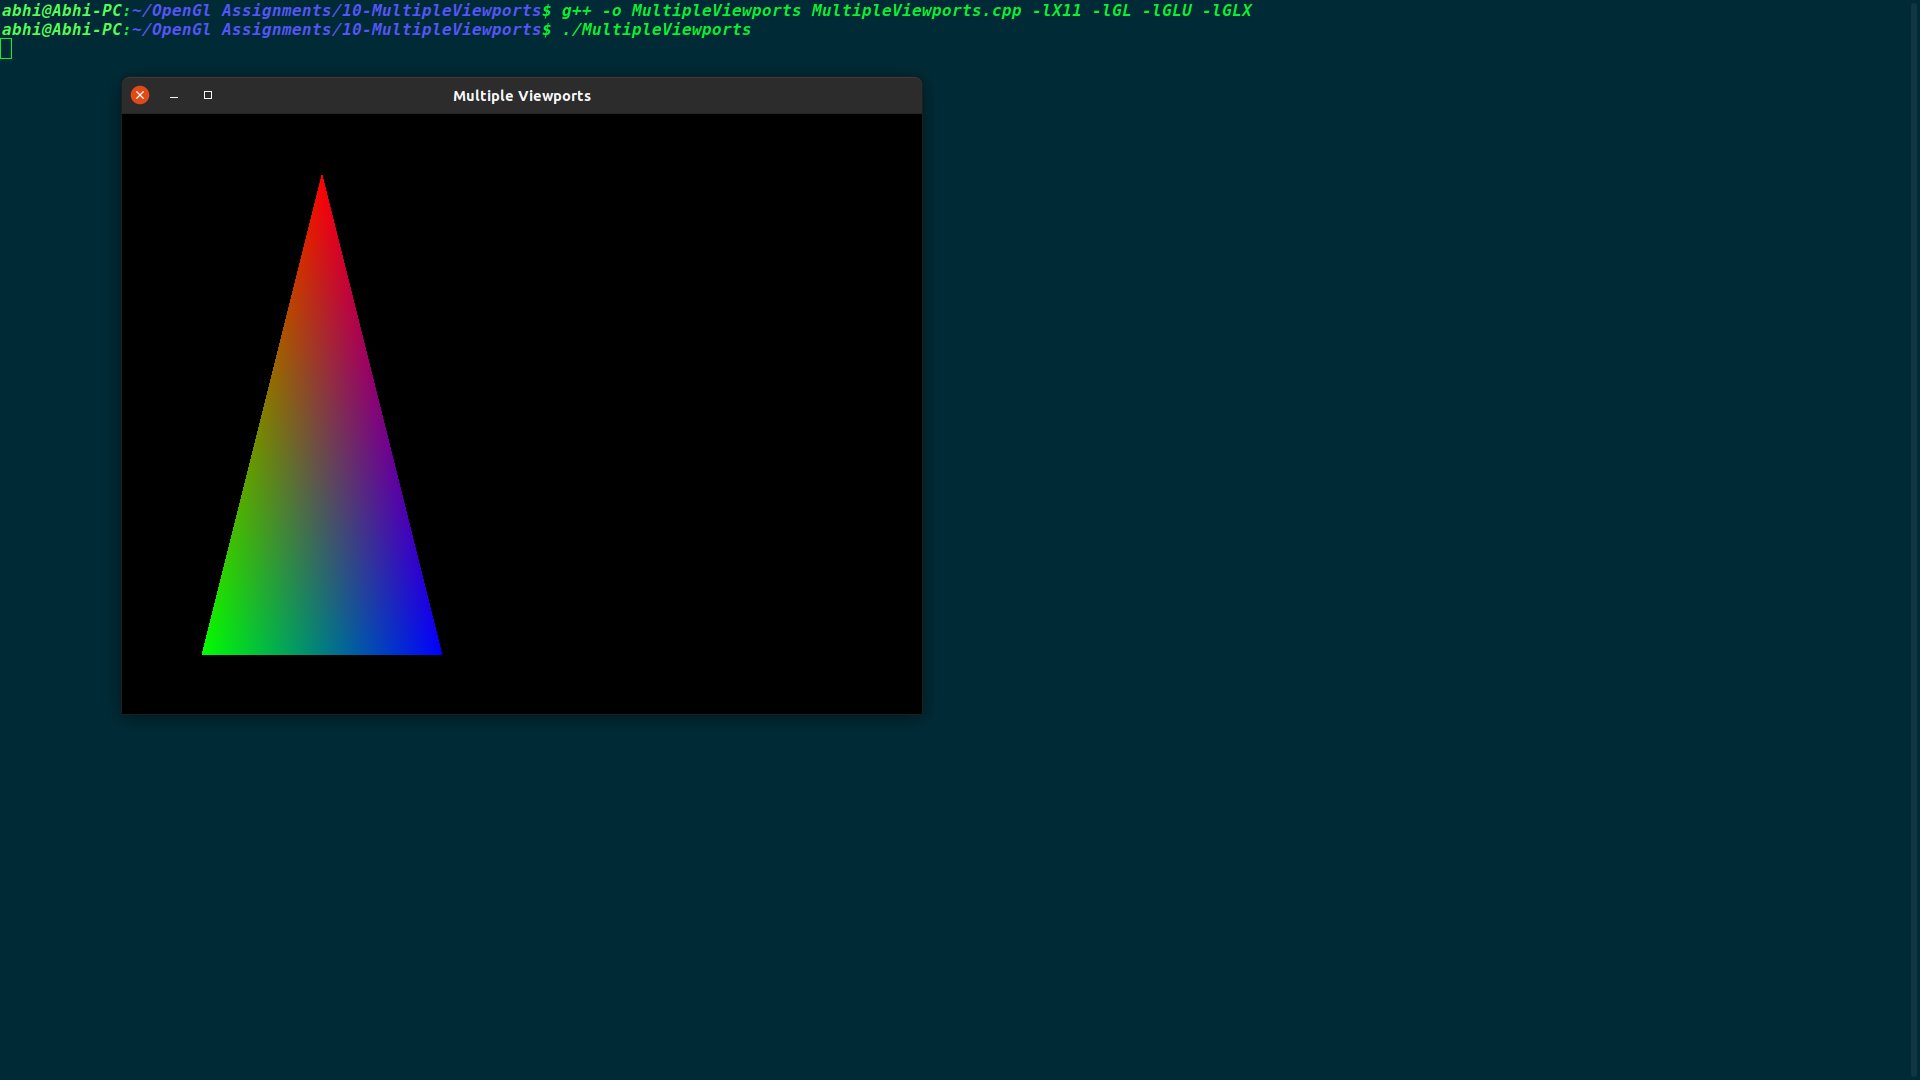 abhi@Abhi-PC:~/OpenGl Assignments/10-MultipleViewports$ g++ -o MultipleViewports MultipleViewports.cpp -lX11 -lGL -lGLU -lGLX
abhi@Abhi-PC:~/OpenGl Assignments/10-MultipleViewports$ ./MultipleViewports
Multiple Viewports